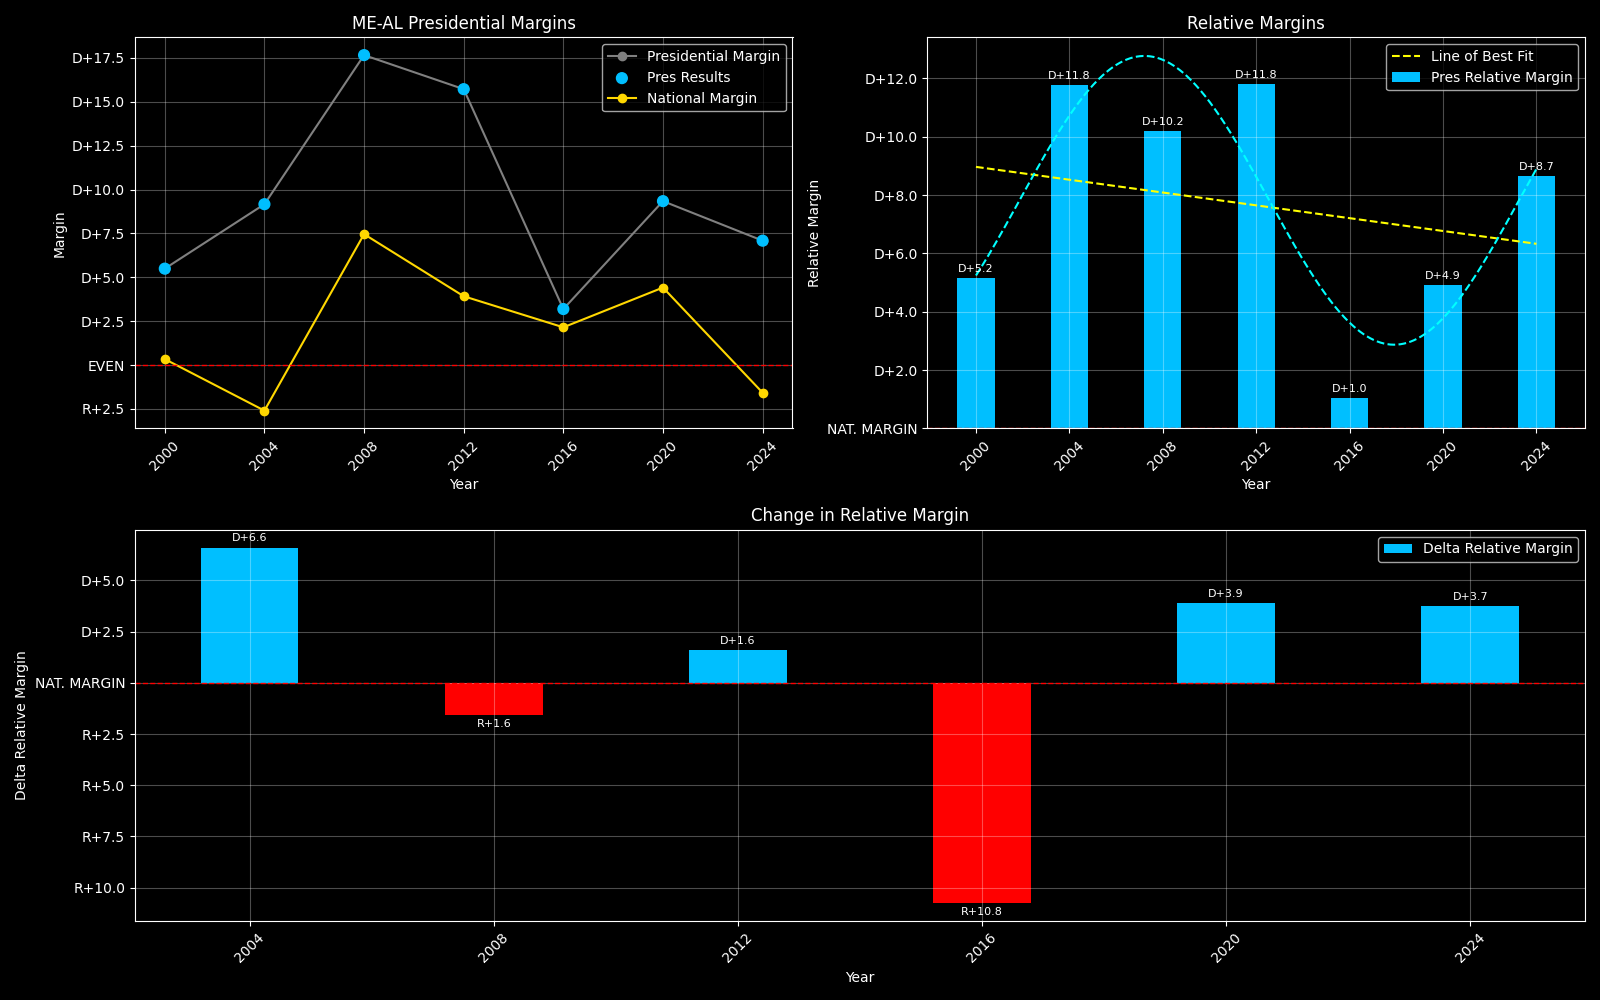 ME-AL Presidential Margins
Margin
D+17.5
D+15.0
D+12.5
D+10.0
D+7.5
D+5.0
D+2.5
EVEN
R+2.5
Presidential Margin
Pres Results
National Margin
2000
2004
2008
2012
2016
2020
2024
Year
Relative Margins
Relative Margin
D+12.0
D+10.0
D+8.0
D+6.0
D+4.0
D+2.0
NAT. MARGIN
Line of Best Fit
Pres Relative Margin
D+5.2
D+11.8
D+10.2
D+11.8
D+1.0
D+4.9
D+8.7
2000
2004
2008
2012
2016
2020
2024
Year
Change in Relative Margin
Delta Relative Margin
D+5.0
D+2.5
NAT. MARGIN
R+2.5
R+5.0
R+7.5
R+10.0
Delta Relative Margin
D+6.6
R+1.6
D+1.6
R+10.8
D+3.9
D+3.7
2004
2008
2012
2016
2020
2024
Year